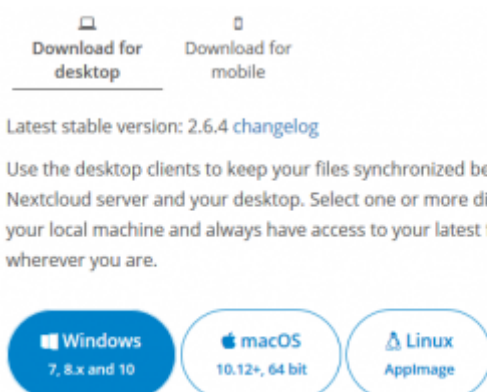 Download for desktop
Download for mobile
Latest stable version: 2.6.4 changelog
Use the desktop clients to keep your files synchronized
Nextcloud server and your desktop. Select one or more
your local machine and always have access to your latest
wherever you are.
Windows
7, 8.x and 10
macOS
10.12+, 64 bit
Linux
AppImage